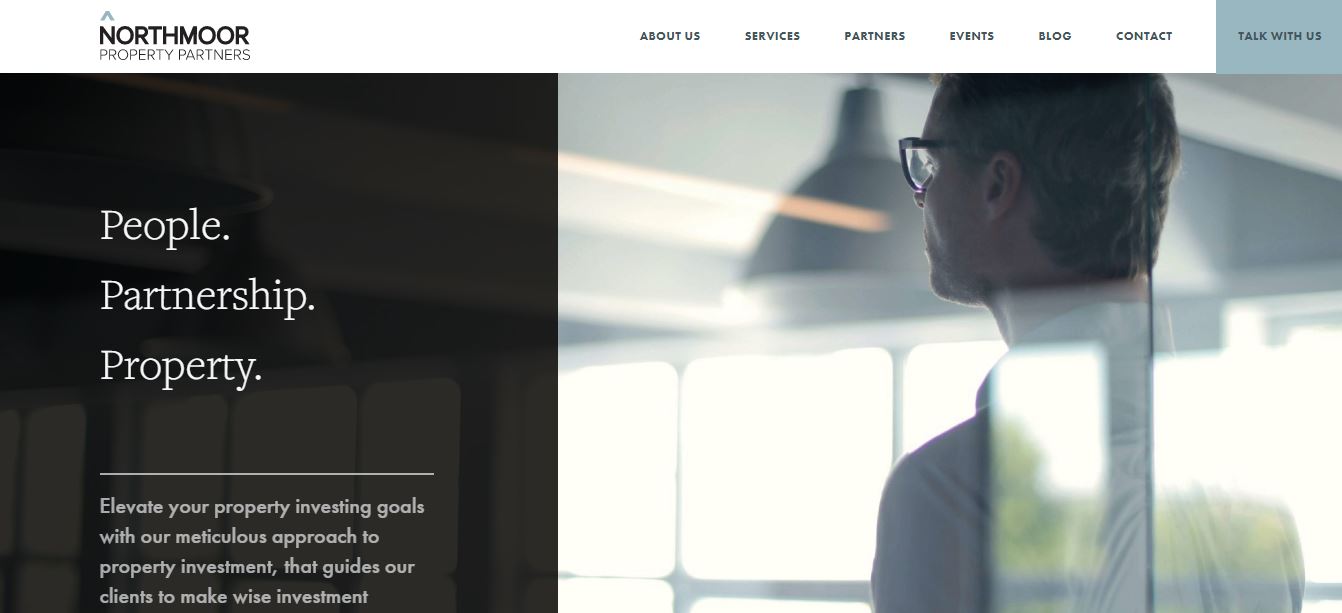 NORTHMOOR
PROPERTY PARTNERS
ABOUT US SERVICES PARTNERS EVENTS BLOG CONTACT TALK WITH US
People.
Partnership.
Property.
Elevate your property investing goals
with our meticulous approach to
property investment, that guides our
clients to make wise investment